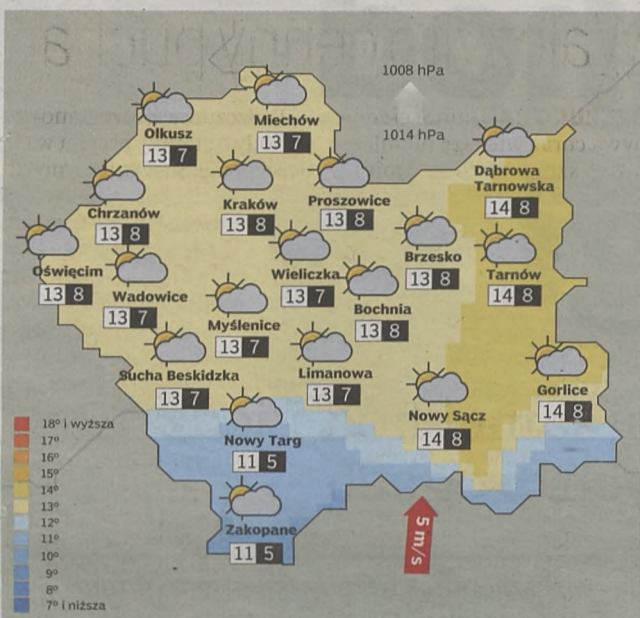 1008 hPa
1014 hPa
Olkusz
13 7
Miechów
13 7
Dąbrowa
Tarnowska
14 8
Chrzanów
13 8
Kraków
13 8
Proszowice
13 8
Brzesko
13 8
Tarnów
14 8
Oświęcim
13 8
Wadowice
13 7
Wieliczka
13 7
Bochnia
13 8
Myślenice
13 7
Sucha Beskidzka
13 7
Limanowa
13 7
Nowy Sącz
14 8
Gorlice
14 8
Nowy Targ
11 5
Zakopane
11 5
5 m/s
18° i wyższa
17°
16°
15°
14°
13°
12°
11°
10°
9°
8°
7° i niższa